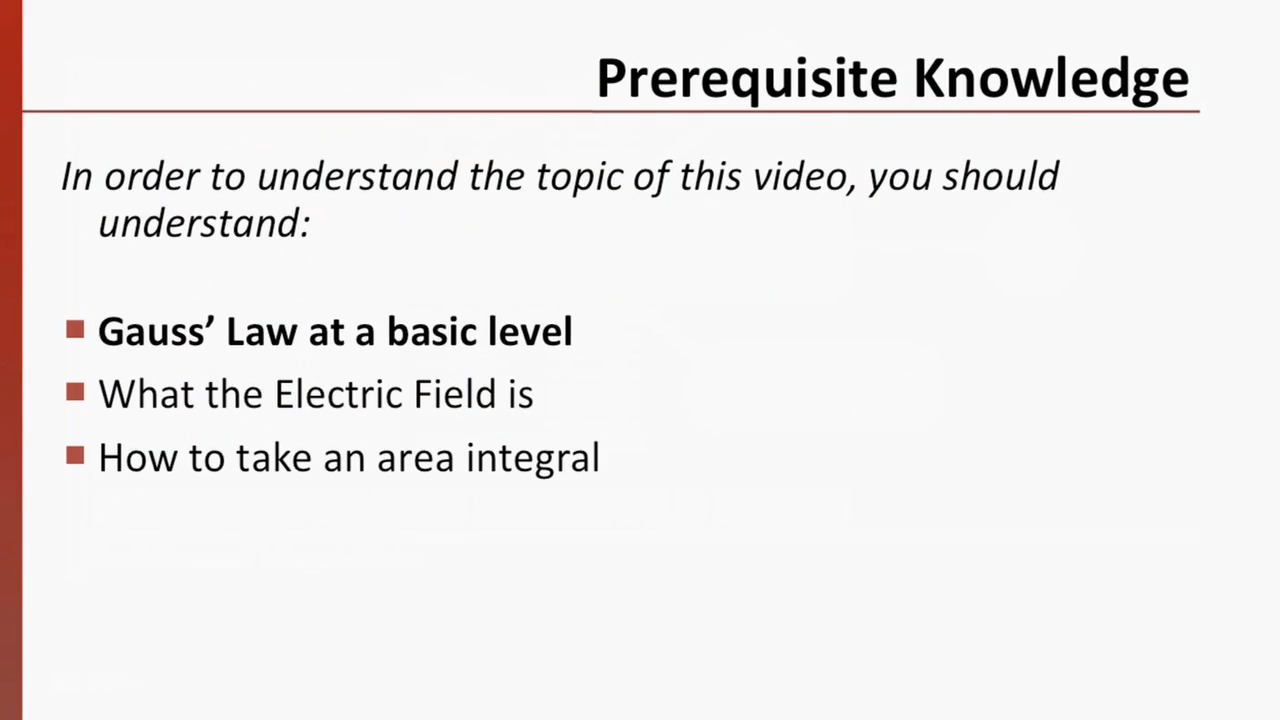 Prerequisite Knowledge
In order to understand the topic of this video, you should
understand:
Gauss’ Law at a basic level
What the Electric Field is
How to take an area integral